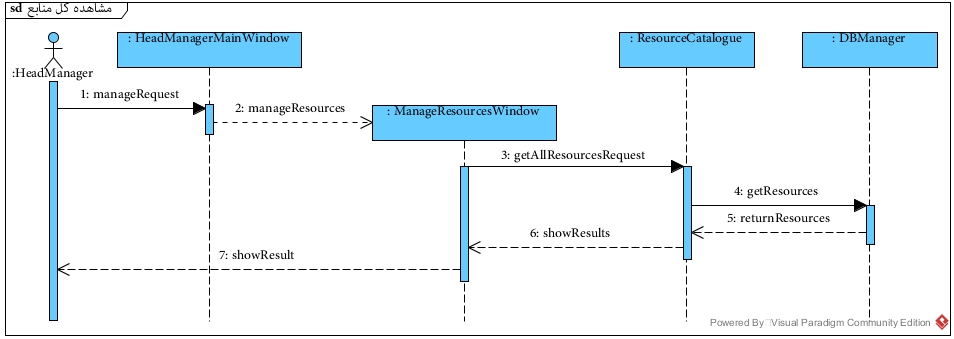 sd مشاهده کل منابع
: HeadManagerMainWindow
: ResourceCatalogue
: DBManager
:HeadManager
1: manageRequest
2: manageResources
: ManageResourcesWindow
3: getAllResourcesRequest
4: getResources
5: returnResources
6: showResults
7: showResult
Powered By Visual Paradigm Community Edition